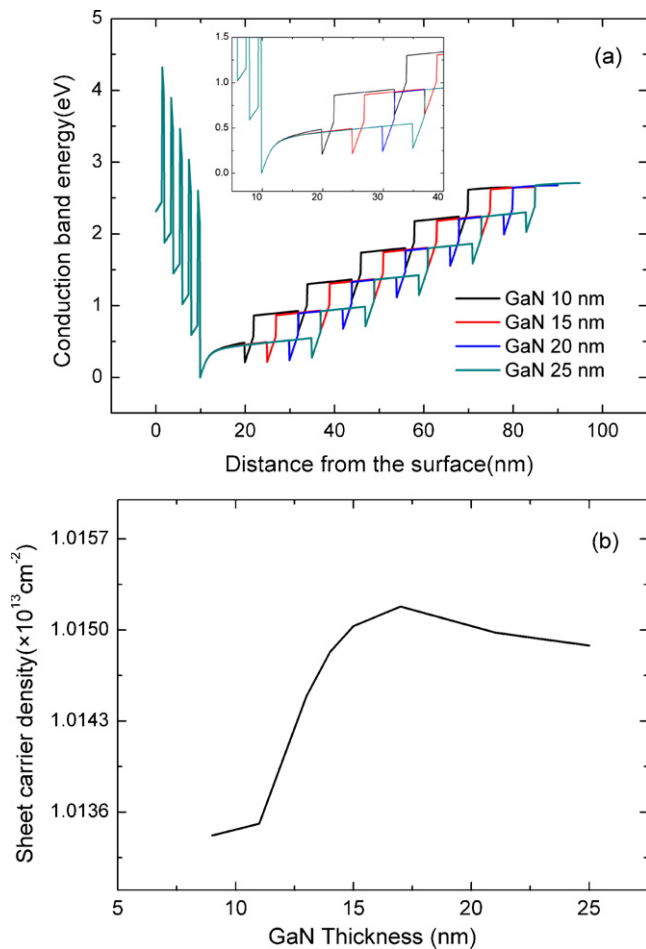 (a)
Conduction band energy(eV)
5
4
3
2
1
0
1.5
1.0
0.5
0.0
10
20
30
40
GaN 10 nm
GaN 15 nm
GaN 20 nm
GaN 25 nm
0
20
40
60
80
100
Distance from the surface(nm)
(b)
Sheet carrier density(×10¹³cm⁻²)
1.0157
1.0150
1.0143
1.0136
5
10
15
20
25
GaN Thickness (nm)